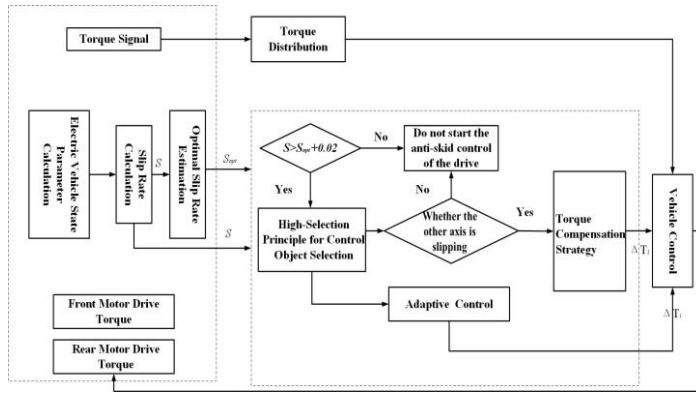 Torque Signal
Torque
Distribution
Electric Vehicle State
Parameter
Calculation
Slip Rate
Calculation
S
Optimal Slip Rate
Estimation
Sopt
S
S>Sopt+0.02
No
Yes
Do not start the
anti-skid control
of the drive
No
High-Selection
Principle for Control
Object Selection
Whether the
other axis is
slipping
Yes
Torque
Compensation
Strategy
Vehicle Control
Adaptive Control
Front Motor Drive
Torque
Rear Motor Drive
Torque